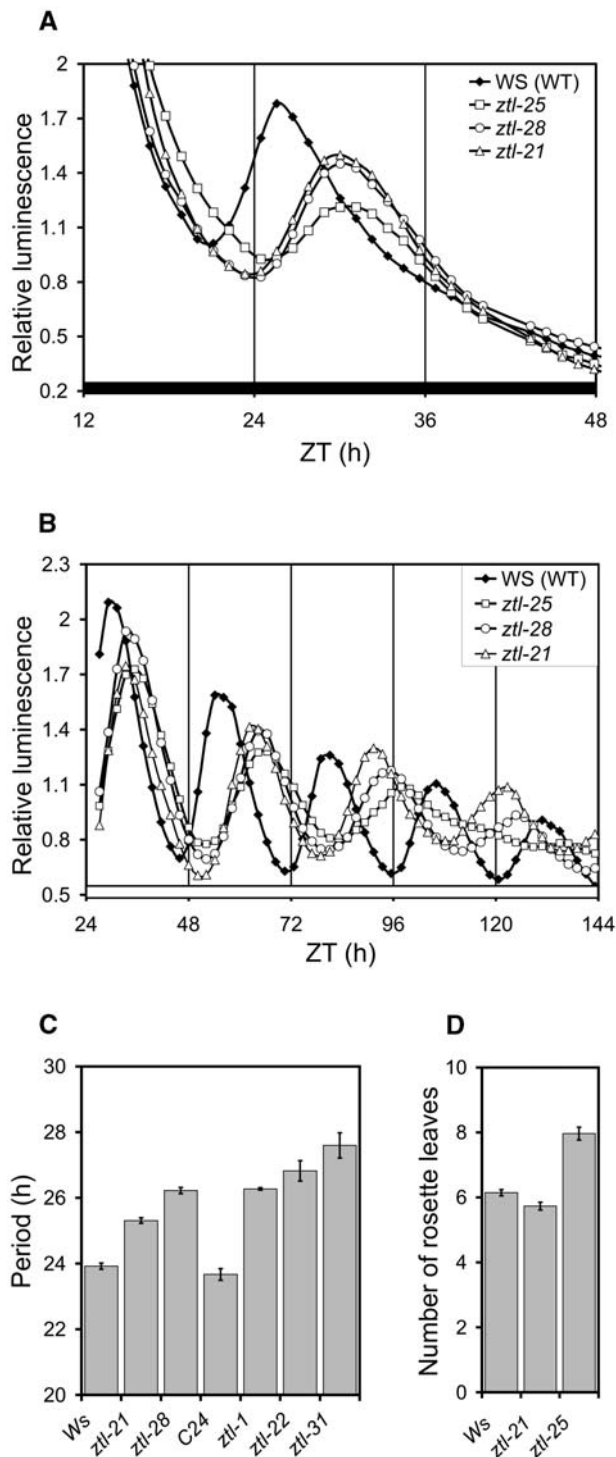 A
Relative luminescence
2
1.7
1.4
1.1
0.8
0.5
0.2
WS (WT)
ztl-25
ztl-28
ztl-21
12
24
36
48
ZT (h)
B
Relative luminescence
2.3
2
1.7
1.4
1.1
0.8
0.5
WS (WT)
ztl-25
ztl-28
ztl-21
24
48
72
96
120
144
ZT (h)
C
Period (h)
30
28
26
24
22
20
Ws
ztl-21
ztl-28
C24
ztl-1
ztl-22
ztl-31
D
Number of rosette leaves
10
8
6
4
2
0
Ws
ztl-21
ztl-25